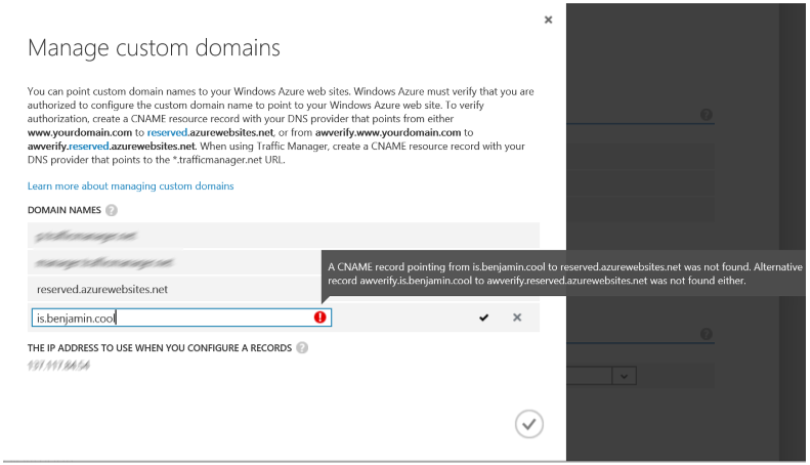 Manage custom domains
You can point custom domain names to your Windows Azure web sites. Windows Azure must verify that you are
authorized to configure the custom domain name to point to your Windows Azure web site. To verify
authorization, create a CNAME resource record with your DNS provider that points from either
www.yourdomain.com to reserved.azurewebsites.net, or from awverify.www.yourdomain.com to
awverify.reserved.azurewebsites.net. When using Traffic Manager, create a CNAME resource record with your
DNS provider that points to the *.trafficmanager.net URL.
Learn more about managing custom domains
DOMAIN NAMES
A CNAME record pointing from is.benjamin.cool to reserved.azurewebsites.net was not found. Alternative
record awverify.is.benjamin.cool to awverify.reserved.azurewebsites.net was not found either.
reserved.azurewebsites.net
is.benjamin.cool
THE IP ADDRESS TO USE WHEN YOU CONFIGURE A RECORDS